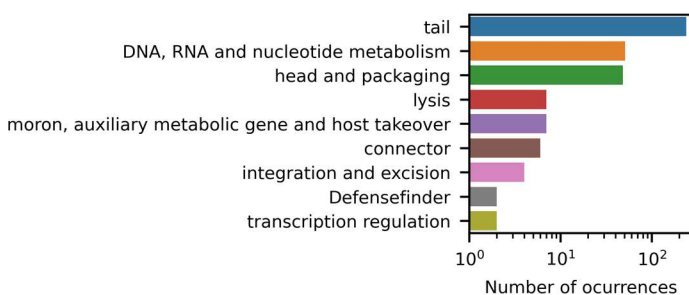 tail
DNA, RNA and nucleotide metabolism
head and packaging
lysis
moron, auxiliary metabolic gene and host takeover
connector
integration and excision
Defensefinder
transcription regulation
10⁰ 10¹ 10²
Number of ocurrences